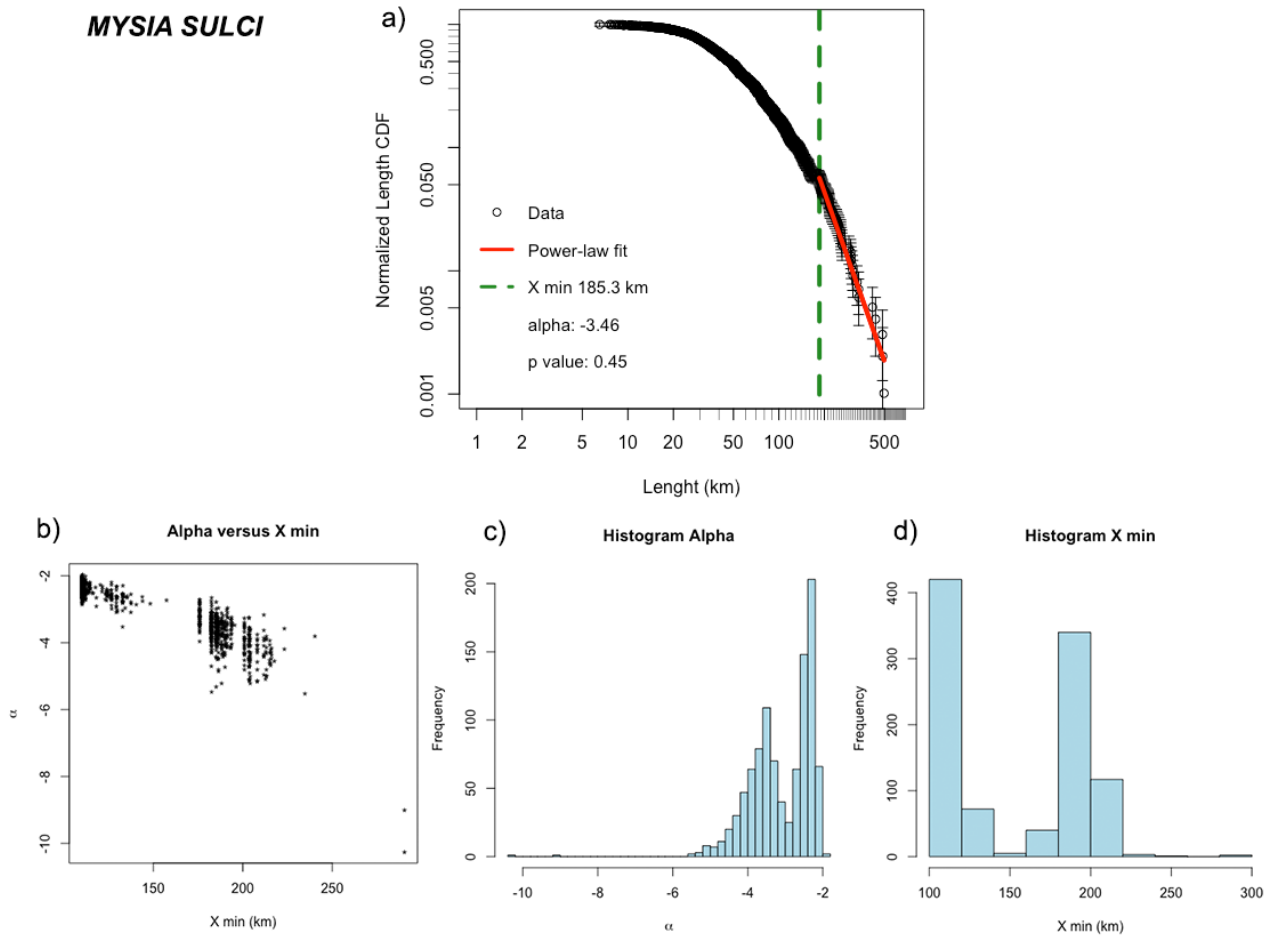 MYSIA SULCI
a)
Normalized Length CDF
0.500
0.050
0.005
0.001
Data
Power-law fit
X min 185.3 km
alpha: -3.46
p value: 0.45
1 2 5 10 20 50 100 500
Lenght (km)
b)
Alpha versus X min
α
-2
-4
-6
-8
-10
150 200 250
X min (km)
c)
Histogram Alpha
Frequency
200
150
100
50
0
-10 -8 -6 -4 -2
α
d)
Histogram X min
Frequency
400
300
200
100
0
100 150 200 250 300
X min (km)